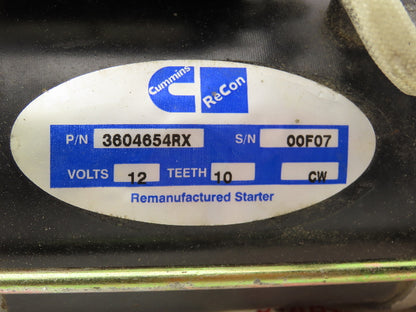 Cummins
ReCon
P/N 3604654RX S/N 00F07
VOLTS 12 TEETH 10 CW
Remanufactured Starter